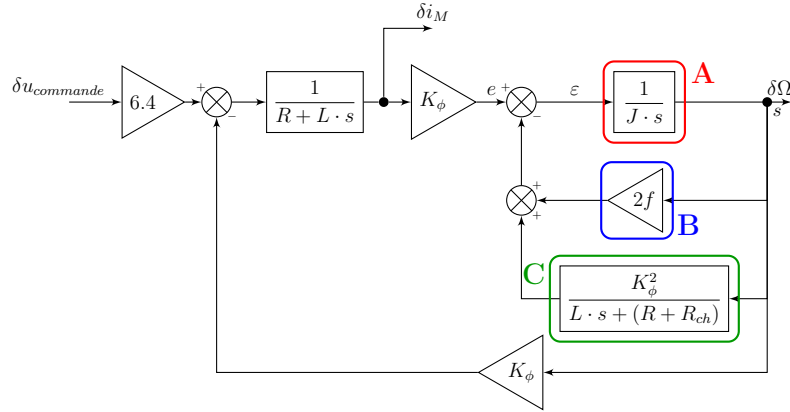 δi_M
δu_commande
6.4
+
−
1
R + L · s
K_ϕ
e
+
−
ε
A
1
J · s
δΩ
s
+
+
2f
B
C
K_ϕ^2
L · s + (R + R_ch)
K_ϕ